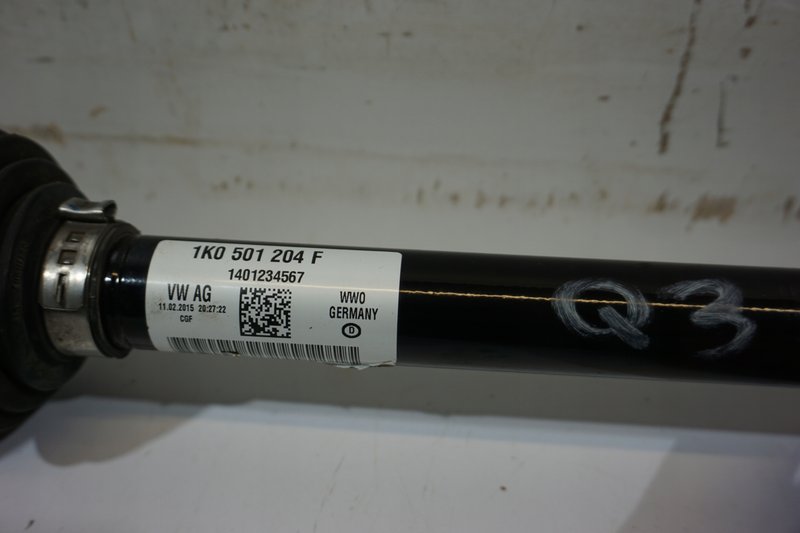 1K0 501 204 F
1401234567
VW AG
11.02.2015 20:27:22
CGF
WWO
GERMANY
D
Q3